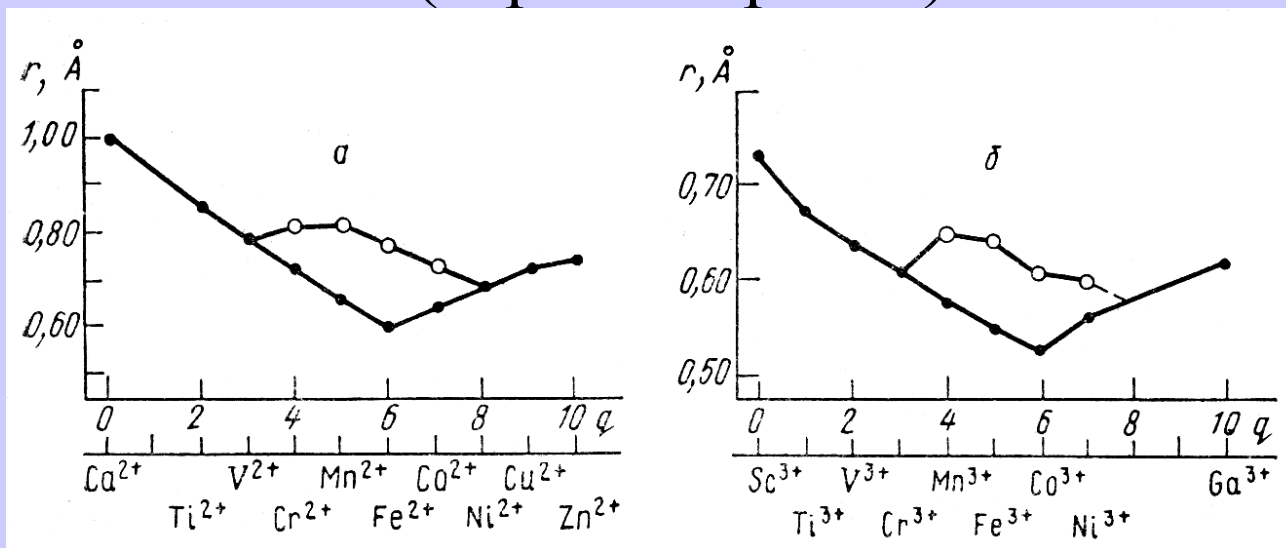 r, Å
1,00
0,80
0,60
а
0 2 4 6 8 10 q
Ca²⁺ V²⁺ Mn²⁺ Co²⁺ Cu²⁺
Ti²⁺ Cr²⁺ Fe²⁺ Ni²⁺ Zn²⁺
r, Å
0,70
0,60
0,50
б
0 2 4 6 8 10 q
Sc³⁺ V³⁺ Mn³⁺ Co³⁺ Ga³⁺
Ti³⁺ Cr³⁺ Fe³⁺ Ni³⁺